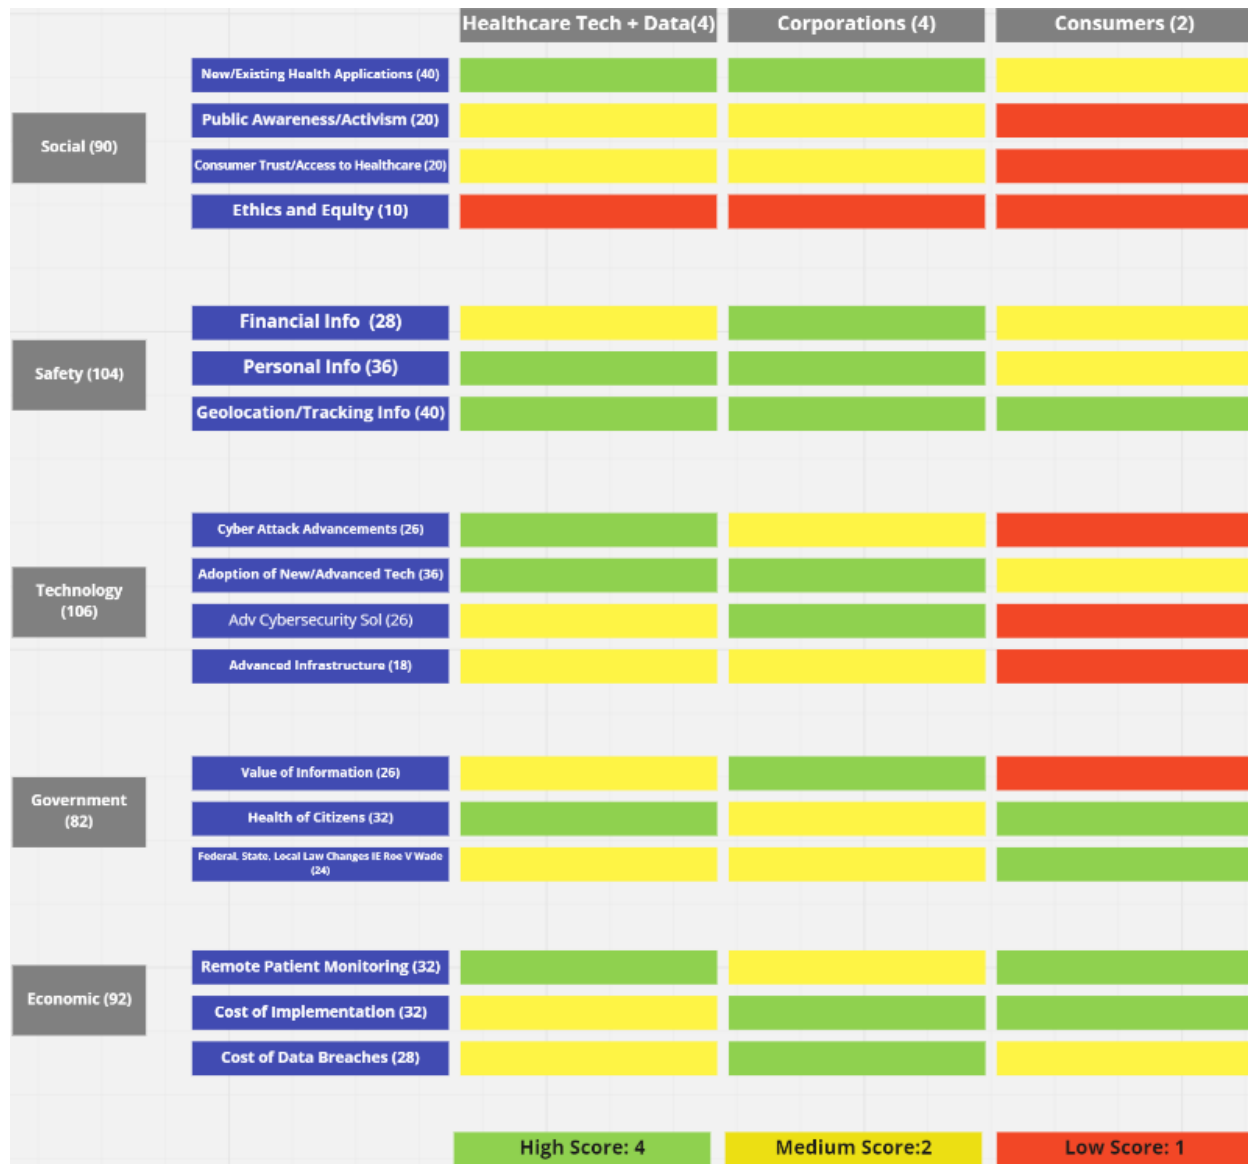 Healthcare Tech + Data(4)
Corporations (4)
Consumers (2)
Social (90)
New/Existing Health Applications (40)
Public Awareness/Activism (20)
Consumer Trust/Access to Healthcare (20)
Ethics and Equity (10)
Safety (104)
Financial Info (28)
Personal Info (36)
Geolocation/Tracking Info (40)
Technology
(106)
Cyber Attack Advancements (26)
Adoption of New/Advanced Tech (36)
Adv Cybersecurity Sol (26)
Advanced Infrastructure (18)
Government
(82)
Value of Information (26)
Health of Citizens (32)
Federal, State, Local Law Changes IE Roe V Wade
(24)
Economic (92)
Remote Patient Monitoring (32)
Cost of Implementation (32)
Cost of Data Breaches (28)
High Score: 4
Medium Score:2
Low Score: 1